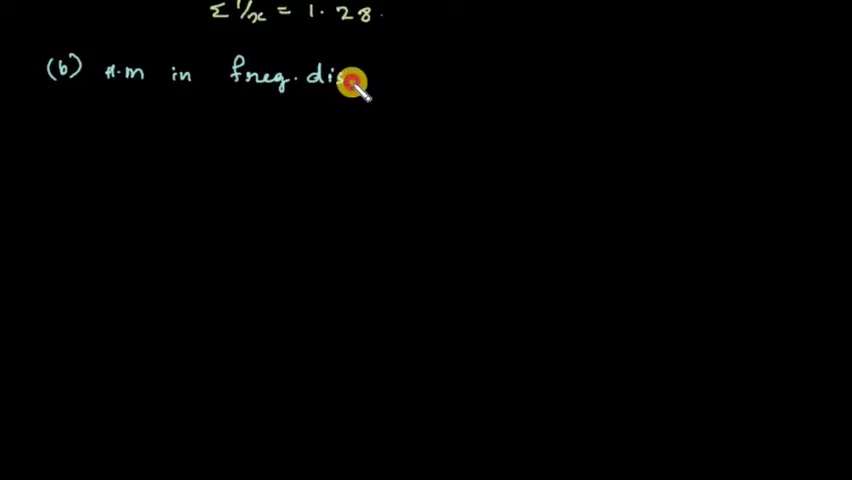 Σ 1/x = 1.28.
(b) H.M in freq. dis